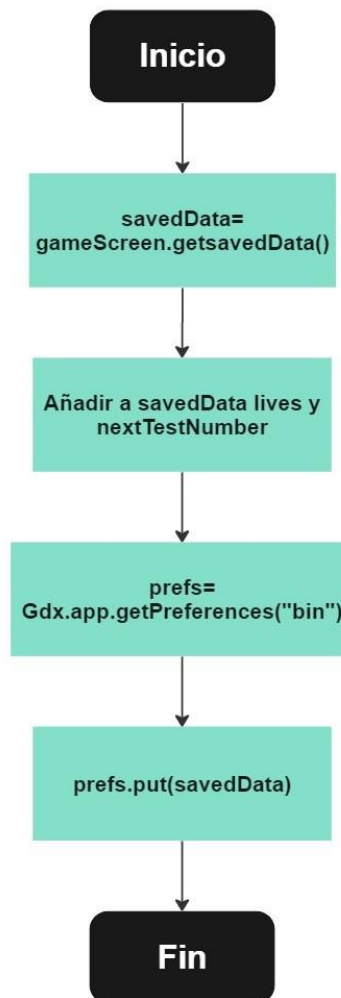 Inicio
savedData=
gameScreen.getsavedData()
Añadir a savedData lives y
nextTestNumber
prefs=
Gdx.app.getPreferences("bin")
prefs.put(savedData)
Fin